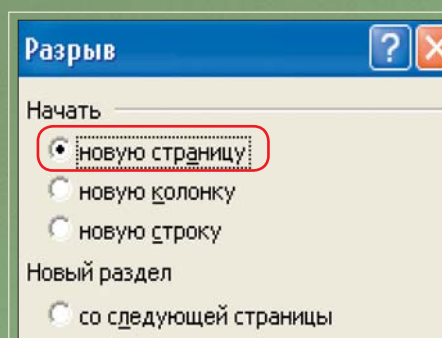 Разрыв
Начать
новую страницу
новую колонку
новую строку
Новый раздел
со следующей страницы